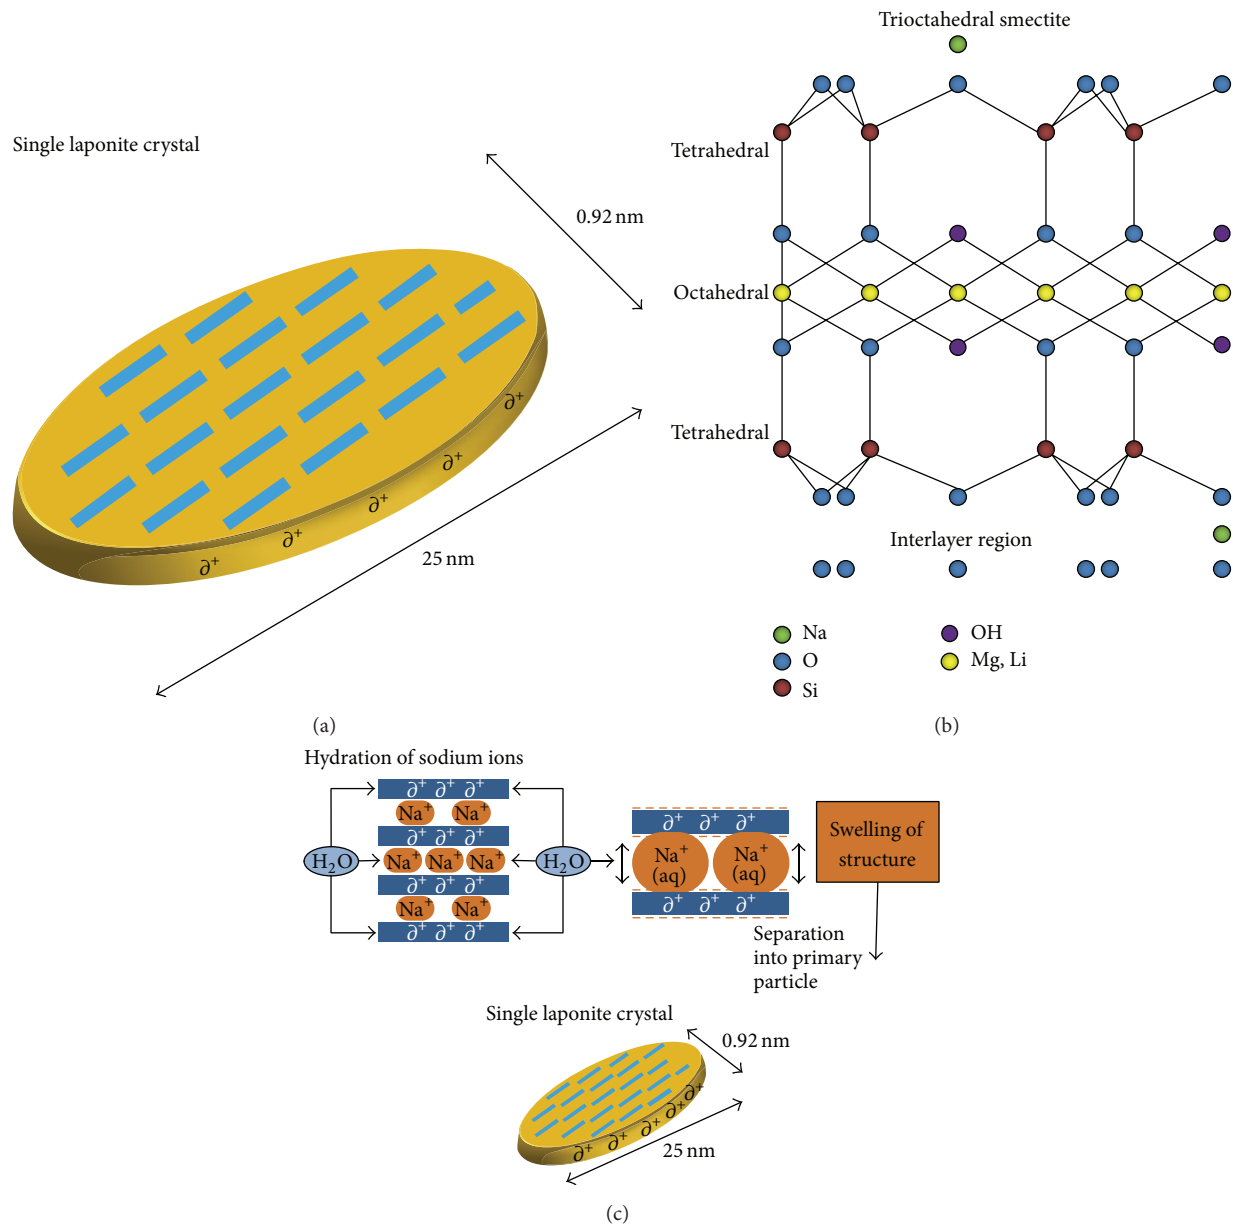 Single laponite crystal
0.92 nm
25 nm
∂+
∂+
∂+
∂+
∂+
(a)
Trioctahedral smectite
Tetrahedral
Octahedral
Tetrahedral
Interlayer region
Na
OH
O
Mg, Li
Si
(b)
Hydration of sodium ions
∂+ ∂+ ∂+
Na+ Na+
∂+ ∂+ ∂+
H2O Na+ Na+ Na+ H2O
∂+ ∂+ ∂+
Na+ Na+
∂+ ∂+ ∂+
∂+ ∂+ ∂+
Na+ (aq)
Na+ (aq)
∂+ ∂+ ∂+
Swelling of
structure
Separation
into primary
particle
Single laponite crystal
0.92 nm
∂+ ∂+ ∂+ ∂+ ∂+
25 nm
(c)